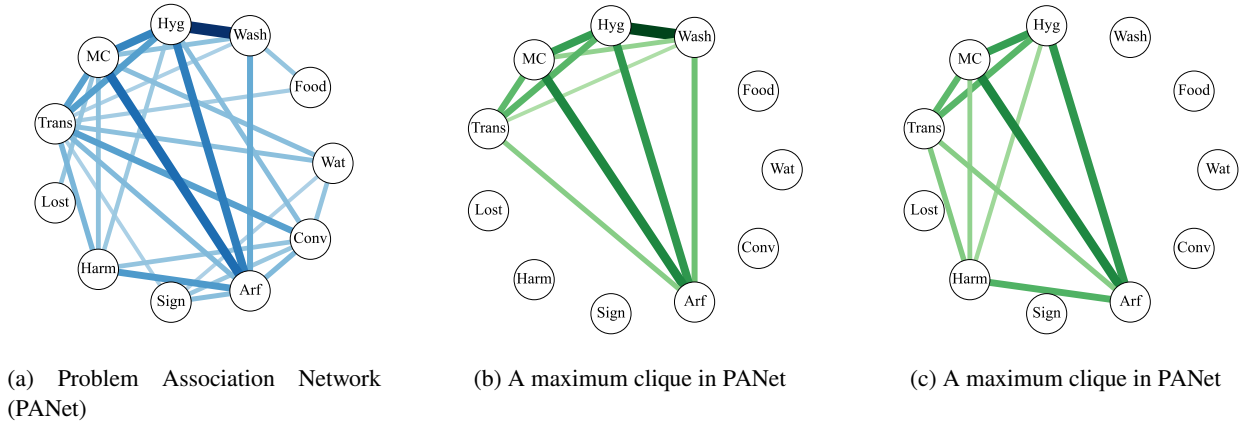 Hyg
Wash
MC
Food
Trans
Wat
Lost
Conv
Harm
Arf
Sign
Hyg
Wash
MC
Food
Trans
Wat
Lost
Conv
Harm
Arf
Sign
Hyg
Wash
MC
Food
Trans
Wat
Lost
Conv
Harm
Arf
Sign
(a) Problem Association Network
(PANet)
(b) A maximum clique in PANet
(c) A maximum clique in PANet